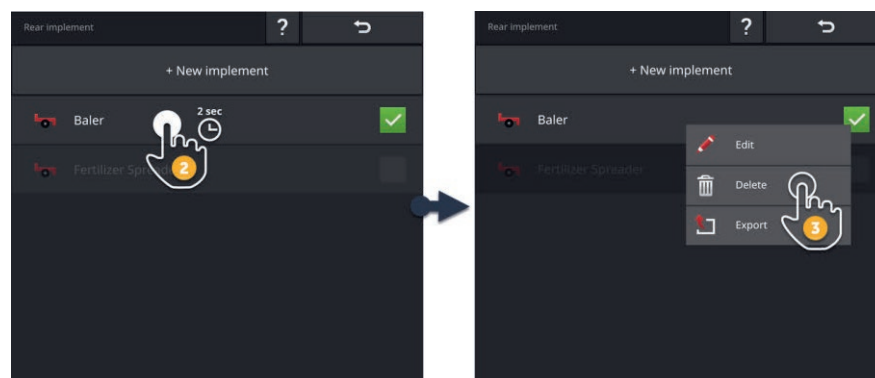 Rear implement
?
+ New implement
Baler
2 sec
Fertilizer Spreader
2
Rear implement
?
+ New implement
Baler
Edit
Fertilizer Spreader
Delete
Export
3